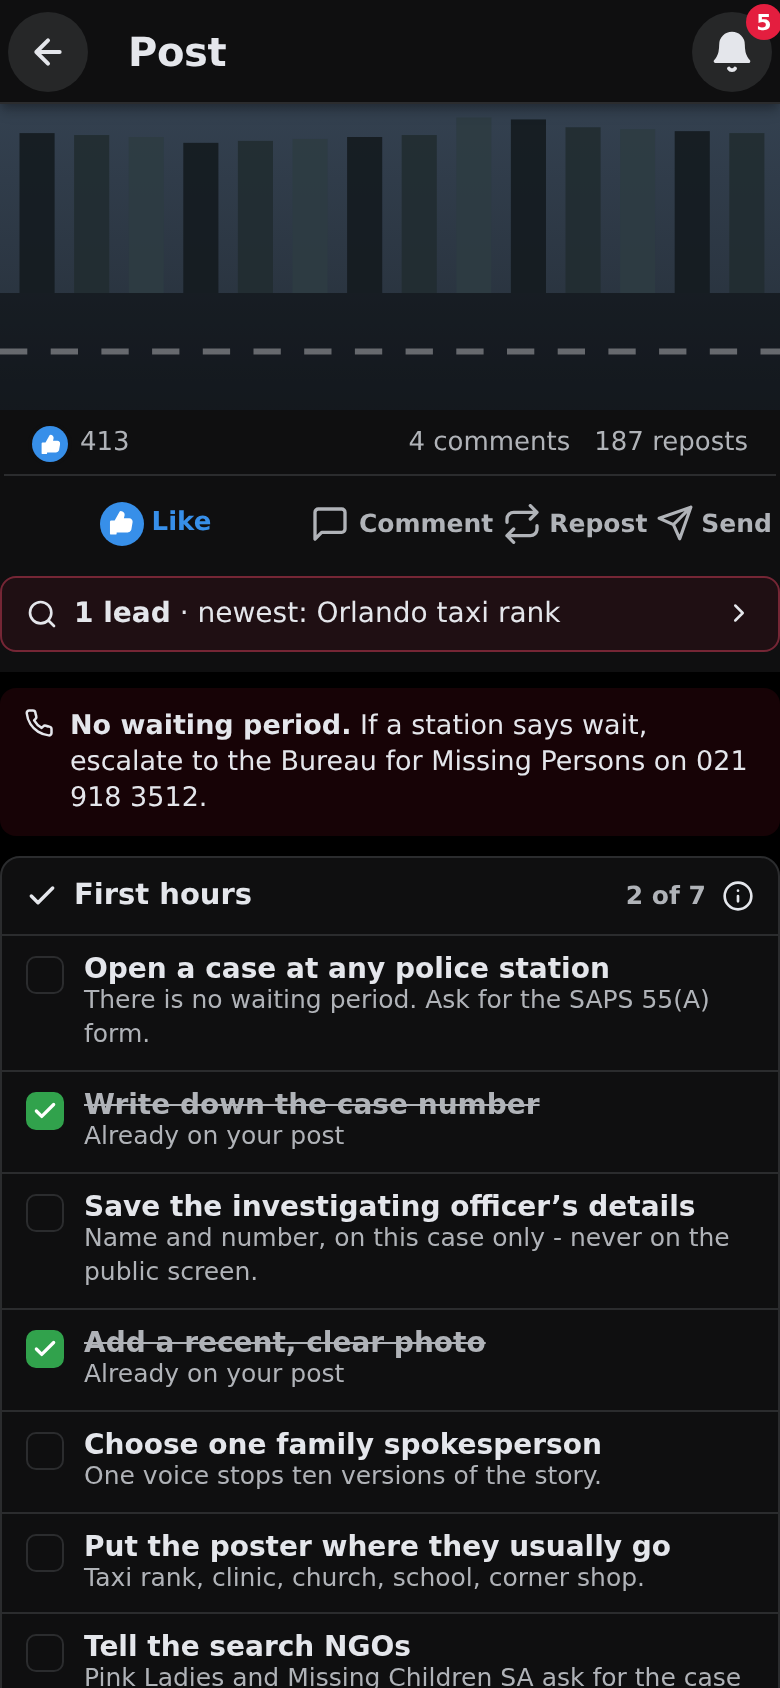 Post
5
413
4 comments 187 reposts
Like Comment Repost Send
1 lead · newest: Orlando taxi rank
No waiting period. If a station says wait,
escalate to the Bureau for Missing Persons on 021
918 3512.
First hours 2 of 7
Open a case at any police station
There is no waiting period. Ask for the SAPS 55(A)
form.
Write down the case number
Already on your post
Save the investigating officer’s details
Name and number, on this case only - never on the
public screen.
Add a recent, clear photo
Already on your post
Choose one family spokesperson
One voice stops ten versions of the story.
Put the poster where they usually go
Taxi rank, clinic, church, school, corner shop.
Tell the search NGOs
Pink Ladies and Missing Children SA ask for the case